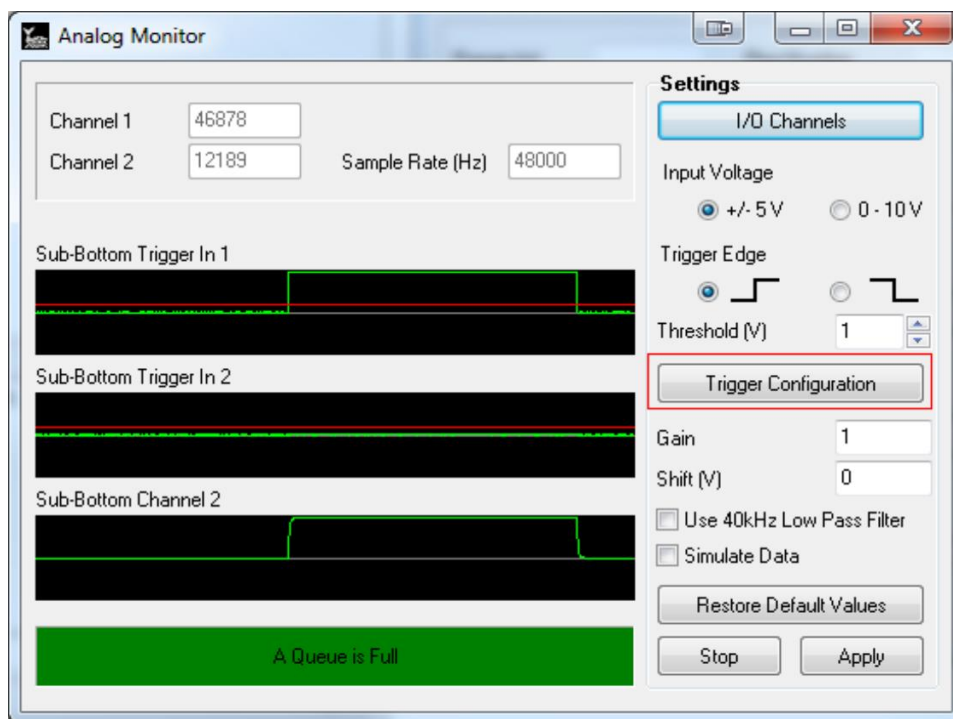 Analog Monitor
Channel 1 46878
Channel 2 12189 Sample Rate (Hz) 48000
Sub-Bottom Trigger In 1
Sub-Bottom Trigger In 2
Sub-Bottom Channel 2
A Queue is Full
Settings
I/O Channels
Input Voltage
+/- 5 V 0 - 10 V
Trigger Edge
Threshold (V) 1
Trigger Configuration
Gain 1
Shift (V) 0
Use 40kHz Low Pass Filter
Simulate Data
Restore Default Values
Stop Apply